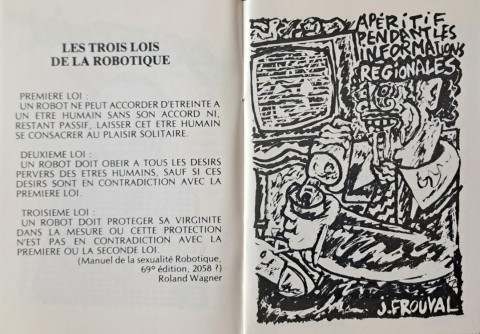 LES TROIS LOIS
DE LA ROBOTIQUE
PREMIERE LOI :
UN ROBOT NE PEUT ACCORDER D'ETREINTE A
UN ETRE HUMAIN SANS SON ACCORD NI,
RESTANT PASSIF, LAISSER CET ETRE HUMAIN
SE CONSACRER AU PLAISIR SOLITAIRE.
DEUXIEME LOI :
UN ROBOT DOIT OBEIR A TOUS LES DESIRS
PERVERS DES ETRES HUMAINS, SAUF SI CES
DESIRS SONT EN CONTRADICTION AVEC LA
PREMIERE LOI.
TROISIEME LOI :
UN ROBOT DOIT PROTEGER SA VIRGINITE
DANS LA MESURE OU CETTE PROTECTION
N'EST PAS EN CONTRADICTION AVEC LA
PREMIERE OU LA SECONDE LOI.
(Manuel de la sexualité Robotique,
69e édition, 2058 ?)
Roland Wagner
APÉRITIF
PENDANT LES
INFORMATIONS
RÉGIONALES
J. FROUVAL